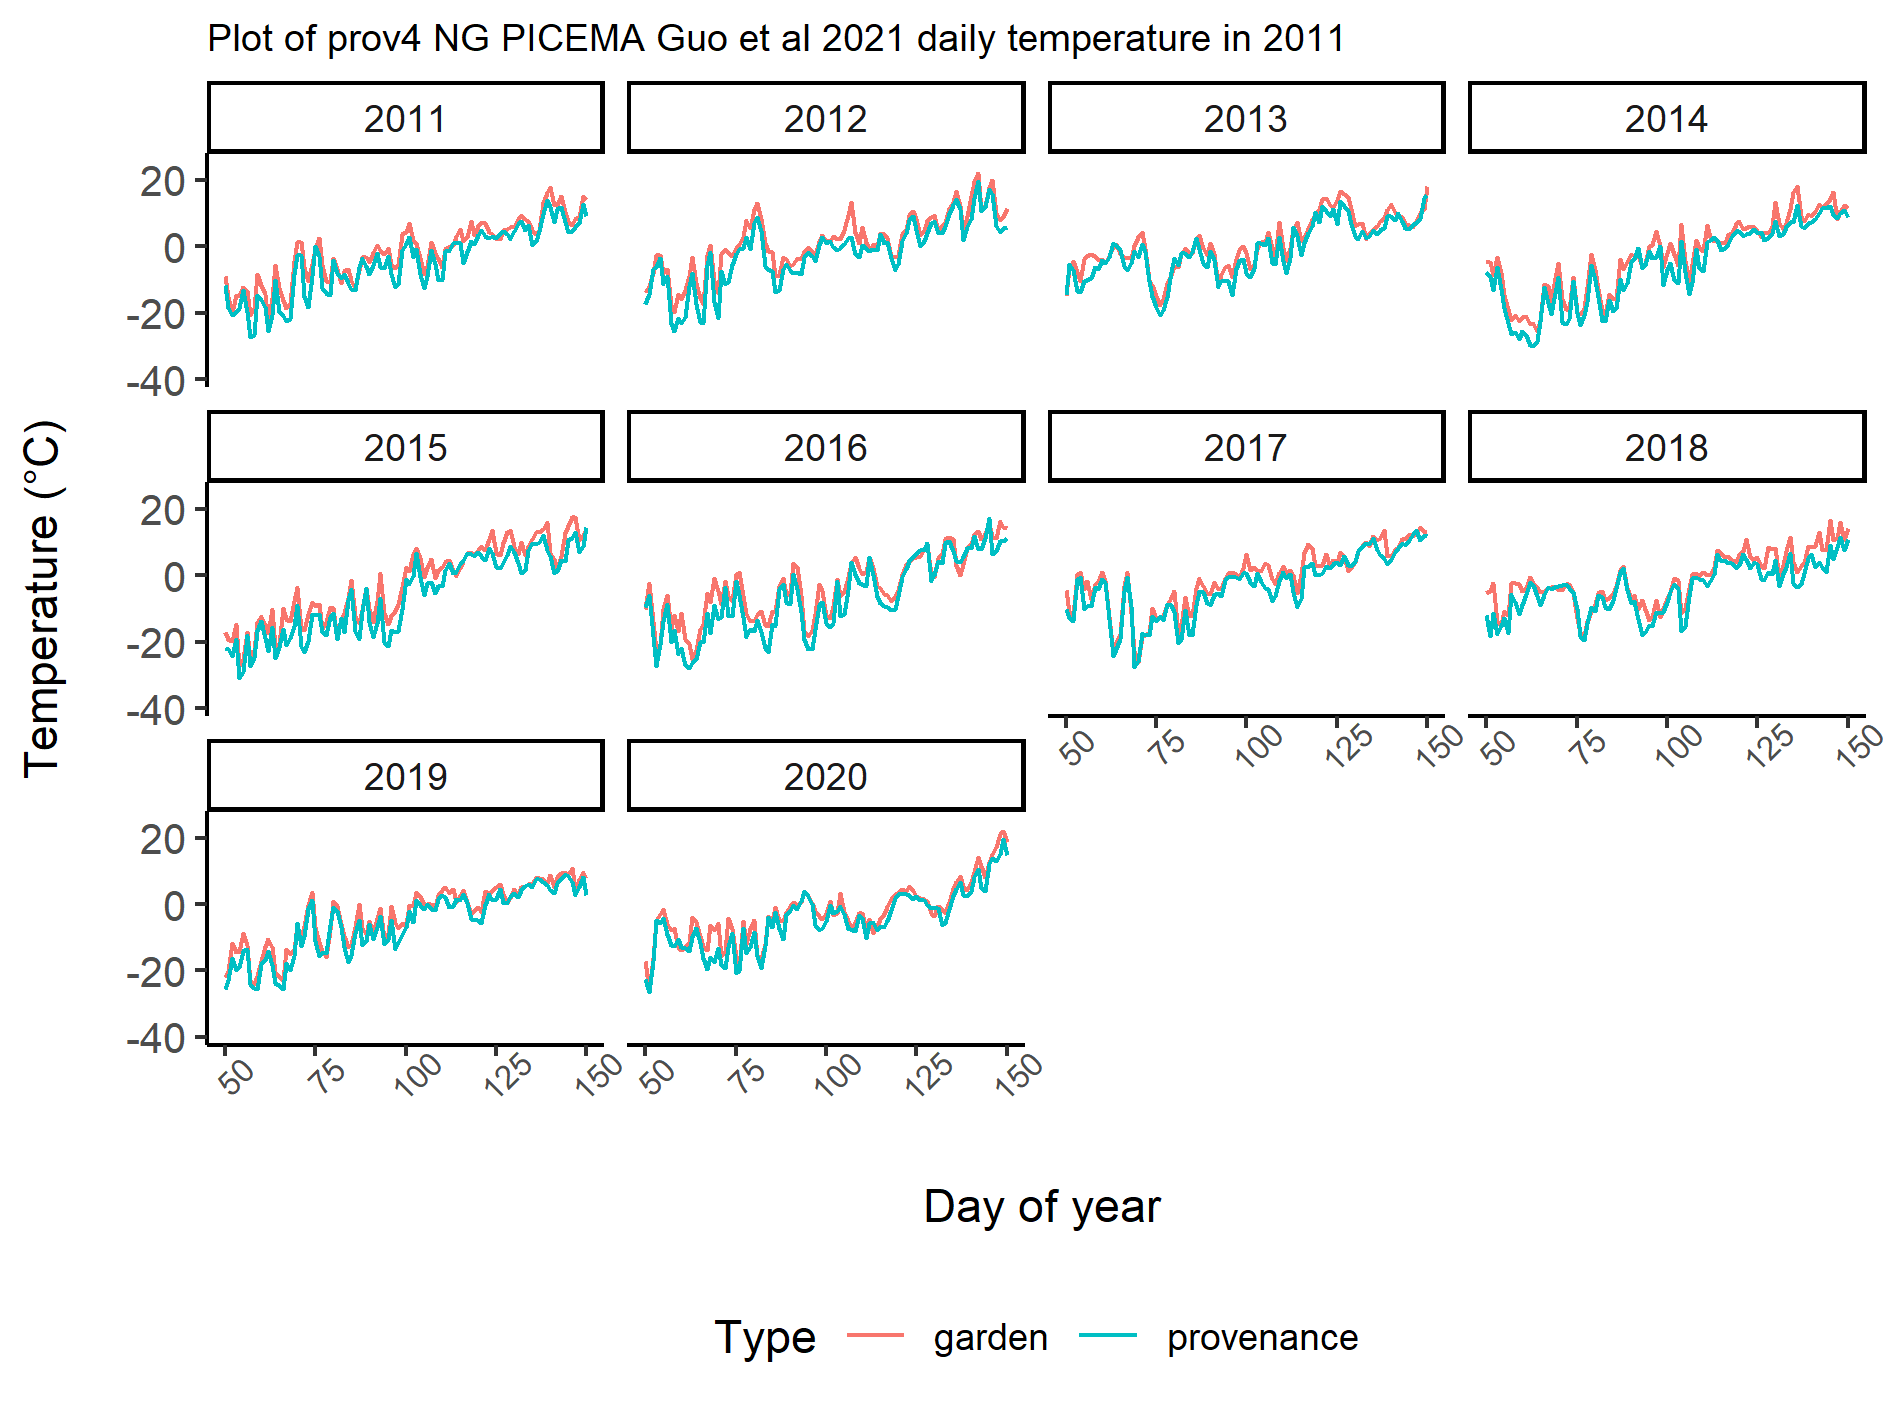 Plot of prov4 NG PICEMA Guo et al 2021 daily temperature in 2011
2011 2012 2013 2014
20
0
-20
-40
2015 2016 2017 2018
20
0
-20
-40
50 75 100 125 150 50 75 100 125 150
2019 2020
20
0
-20
-40
50 75 100 125 150 50 75 100 125 150
Temperature (°C)
Day of year
Type garden provenance